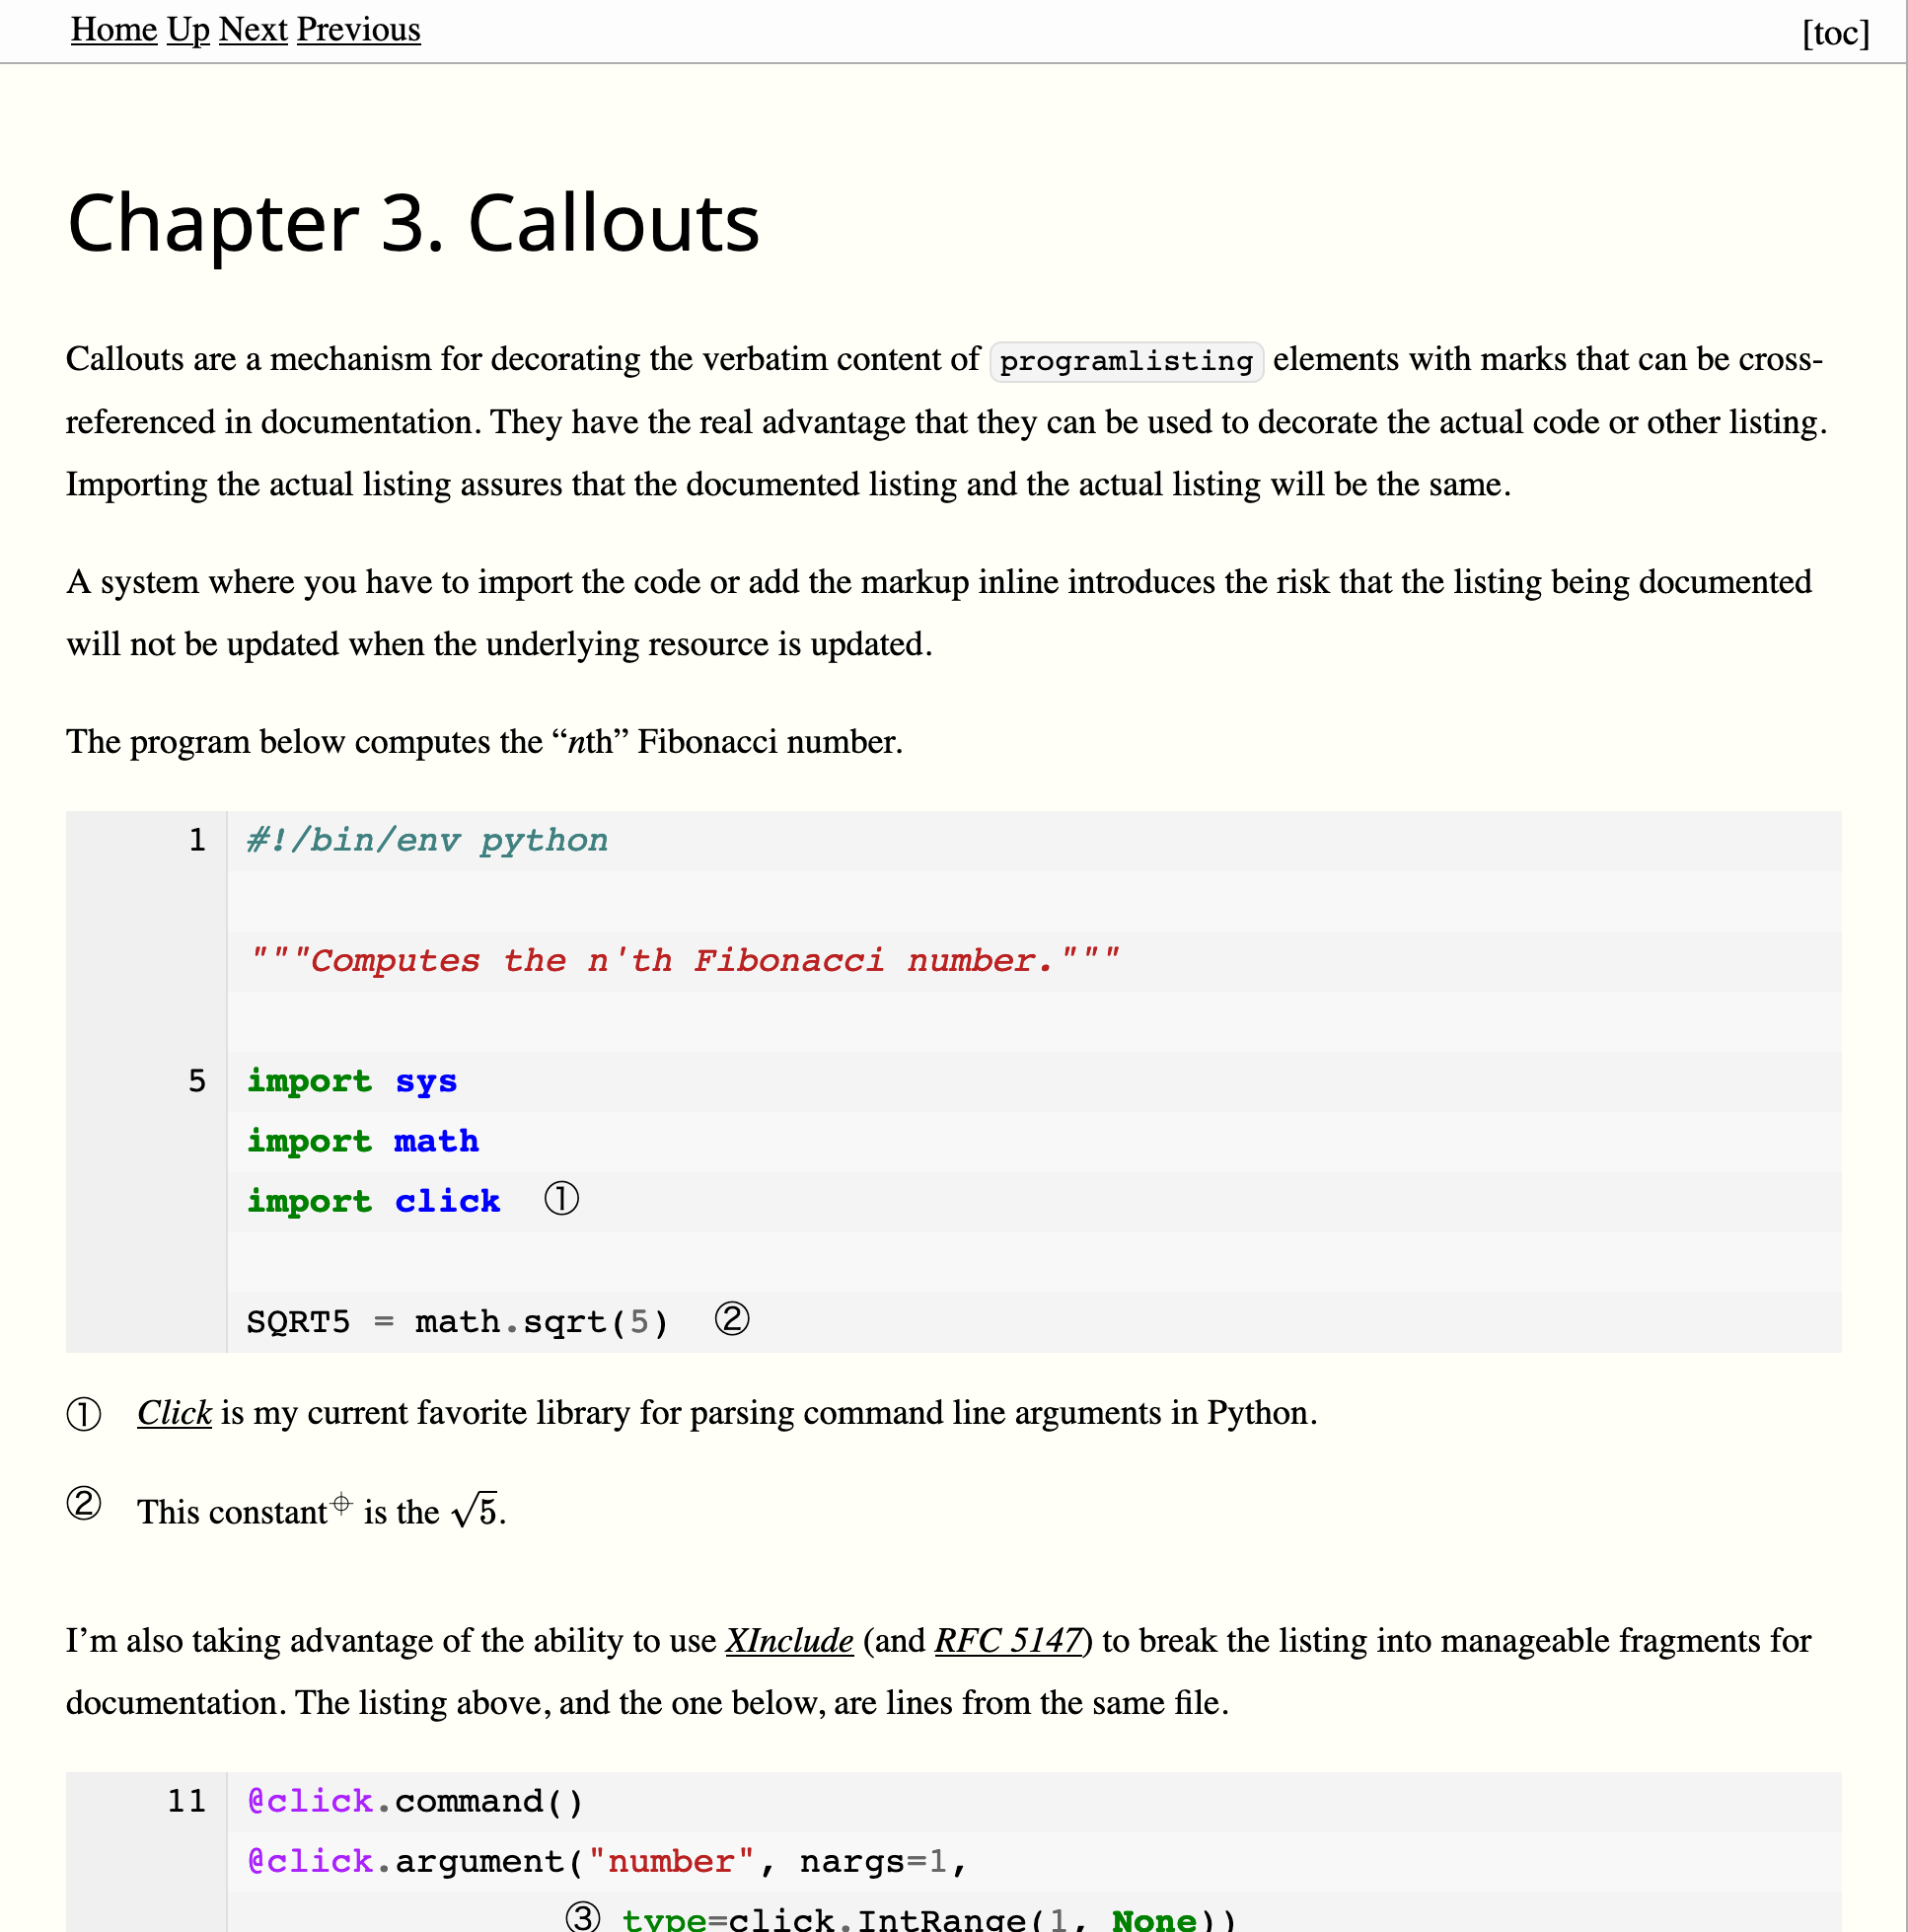 Home Up Next Previous [toc]
Chapter 3. Callouts
Callouts are a mechanism for decorating the verbatim content of programlisting elements with marks that can be cross-
referenced in documentation. They have the real advantage that they can be used to decorate the actual code or other listing.
Importing the actual listing assures that the documented listing and the actual listing will be the same.
A system where you have to import the code or add the markup inline introduces the risk that the listing being documented
will not be updated when the underlying resource is updated.
The program below computes the “nth” Fibonacci number.
1 #!/bin/env python
"""Computes the n'th Fibonacci number."""
5 import sys
import math
import click ①
SQRT5 = math.sqrt(5) ②
① Click is my current favorite library for parsing command line arguments in Python.
② This constant⌖ is the √5.
I’m also taking advantage of the ability to use XInclude (and RFC 5147) to break the listing into manageable fragments for
documentation. The listing above, and the one below, are lines from the same file.
11 @click.command()
@click.argument("number", nargs=1,
③ type=click.IntRange(1, None))